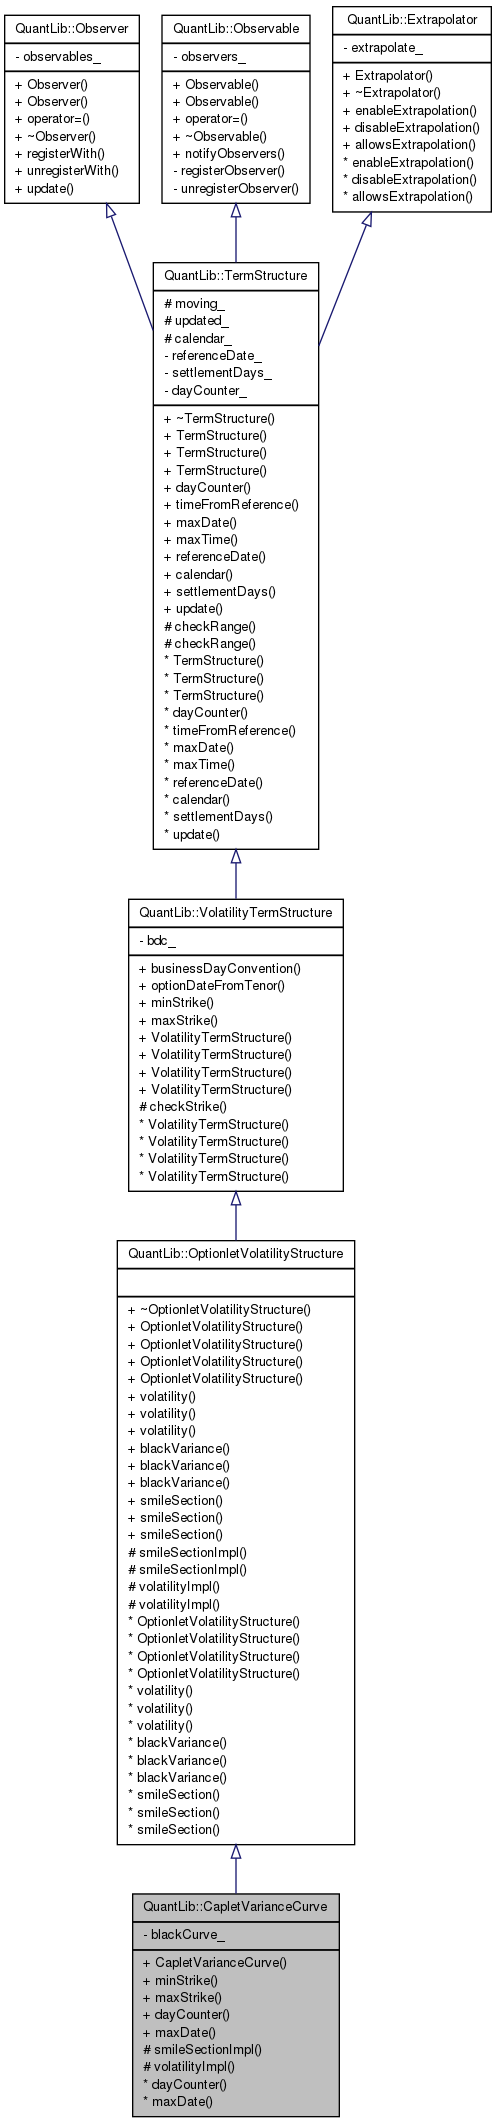 QuantLib::Observer
- observables_
+ Observer()
+ Observer()
+ operator=()
+ ~Observer()
+ registerWith()
+ unregisterWith()
+ update()
QuantLib::Observable
- observers_
+ Observable()
+ Observable()
+ operator=()
+ ~Observable()
+ notifyObservers()
- registerObserver()
- unregisterObserver()
QuantLib::Extrapolator
- extrapolate_
+ Extrapolator()
+ ~Extrapolator()
+ enableExtrapolation()
+ disableExtrapolation()
+ allowsExtrapolation()
* enableExtrapolation()
* disableExtrapolation()
* allowsExtrapolation()
QuantLib::TermStructure
# moving_
# updated_
# calendar_
- referenceDate_
- settlementDays_
- dayCounter_
+ ~TermStructure()
+ TermStructure()
+ TermStructure()
+ TermStructure()
+ dayCounter()
+ timeFromReference()
+ maxDate()
+ maxTime()
+ referenceDate()
+ calendar()
+ settlementDays()
+ update()
# checkRange()
# checkRange()
* TermStructure()
* TermStructure()
* TermStructure()
* dayCounter()
* timeFromReference()
* maxDate()
* maxTime()
* referenceDate()
* calendar()
* settlementDays()
* update()
QuantLib::VolatilityTermStructure
- bdc_
+ businessDayConvention()
+ optionDateFromTenor()
+ minStrike()
+ maxStrike()
+ VolatilityTermStructure()
+ VolatilityTermStructure()
+ VolatilityTermStructure()
+ VolatilityTermStructure()
# checkStrike()
* VolatilityTermStructure()
* VolatilityTermStructure()
* VolatilityTermStructure()
* VolatilityTermStructure()
QuantLib::OptionletVolatilityStructure
+ ~OptionletVolatilityStructure()
+ OptionletVolatilityStructure()
+ OptionletVolatilityStructure()
+ OptionletVolatilityStructure()
+ OptionletVolatilityStructure()
+ volatility()
+ volatility()
+ volatility()
+ blackVariance()
+ blackVariance()
+ blackVariance()
+ smileSection()
+ smileSection()
+ smileSection()
# smileSectionImpl()
# smileSectionImpl()
# volatilityImpl()
# volatilityImpl()
* OptionletVolatilityStructure()
* OptionletVolatilityStructure()
* OptionletVolatilityStructure()
* OptionletVolatilityStructure()
* volatility()
* volatility()
* volatility()
* blackVariance()
* blackVariance()
* blackVariance()
* smileSection()
* smileSection()
* smileSection()
QuantLib::CapletVarianceCurve
- blackCurve_
+ CapletVarianceCurve()
+ minStrike()
+ maxStrike()
+ dayCounter()
+ maxDate()
# smileSectionImpl()
# volatilityImpl()
* dayCounter()
* maxDate()